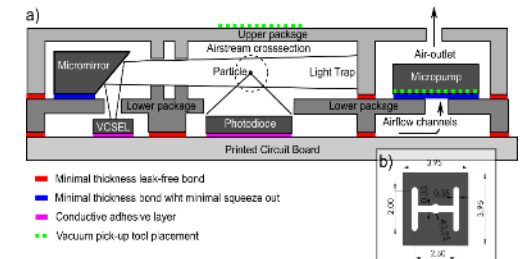 a)
Upper package
Airstream crosssection
Air-outlet
Micromirror
Particle
Light Trap
Micropump
Lower package
Lower package
VCSEL
Photodiode
Airflow channels
Printed Circuit Board
b)
3.95
Minimal thickness leak-free bond
Minimal thickness bond wiht minimal squeeze out
Conductive adhesive layer
Vacuum pick-up tool placement
2.00
0.35
3.95
2.50